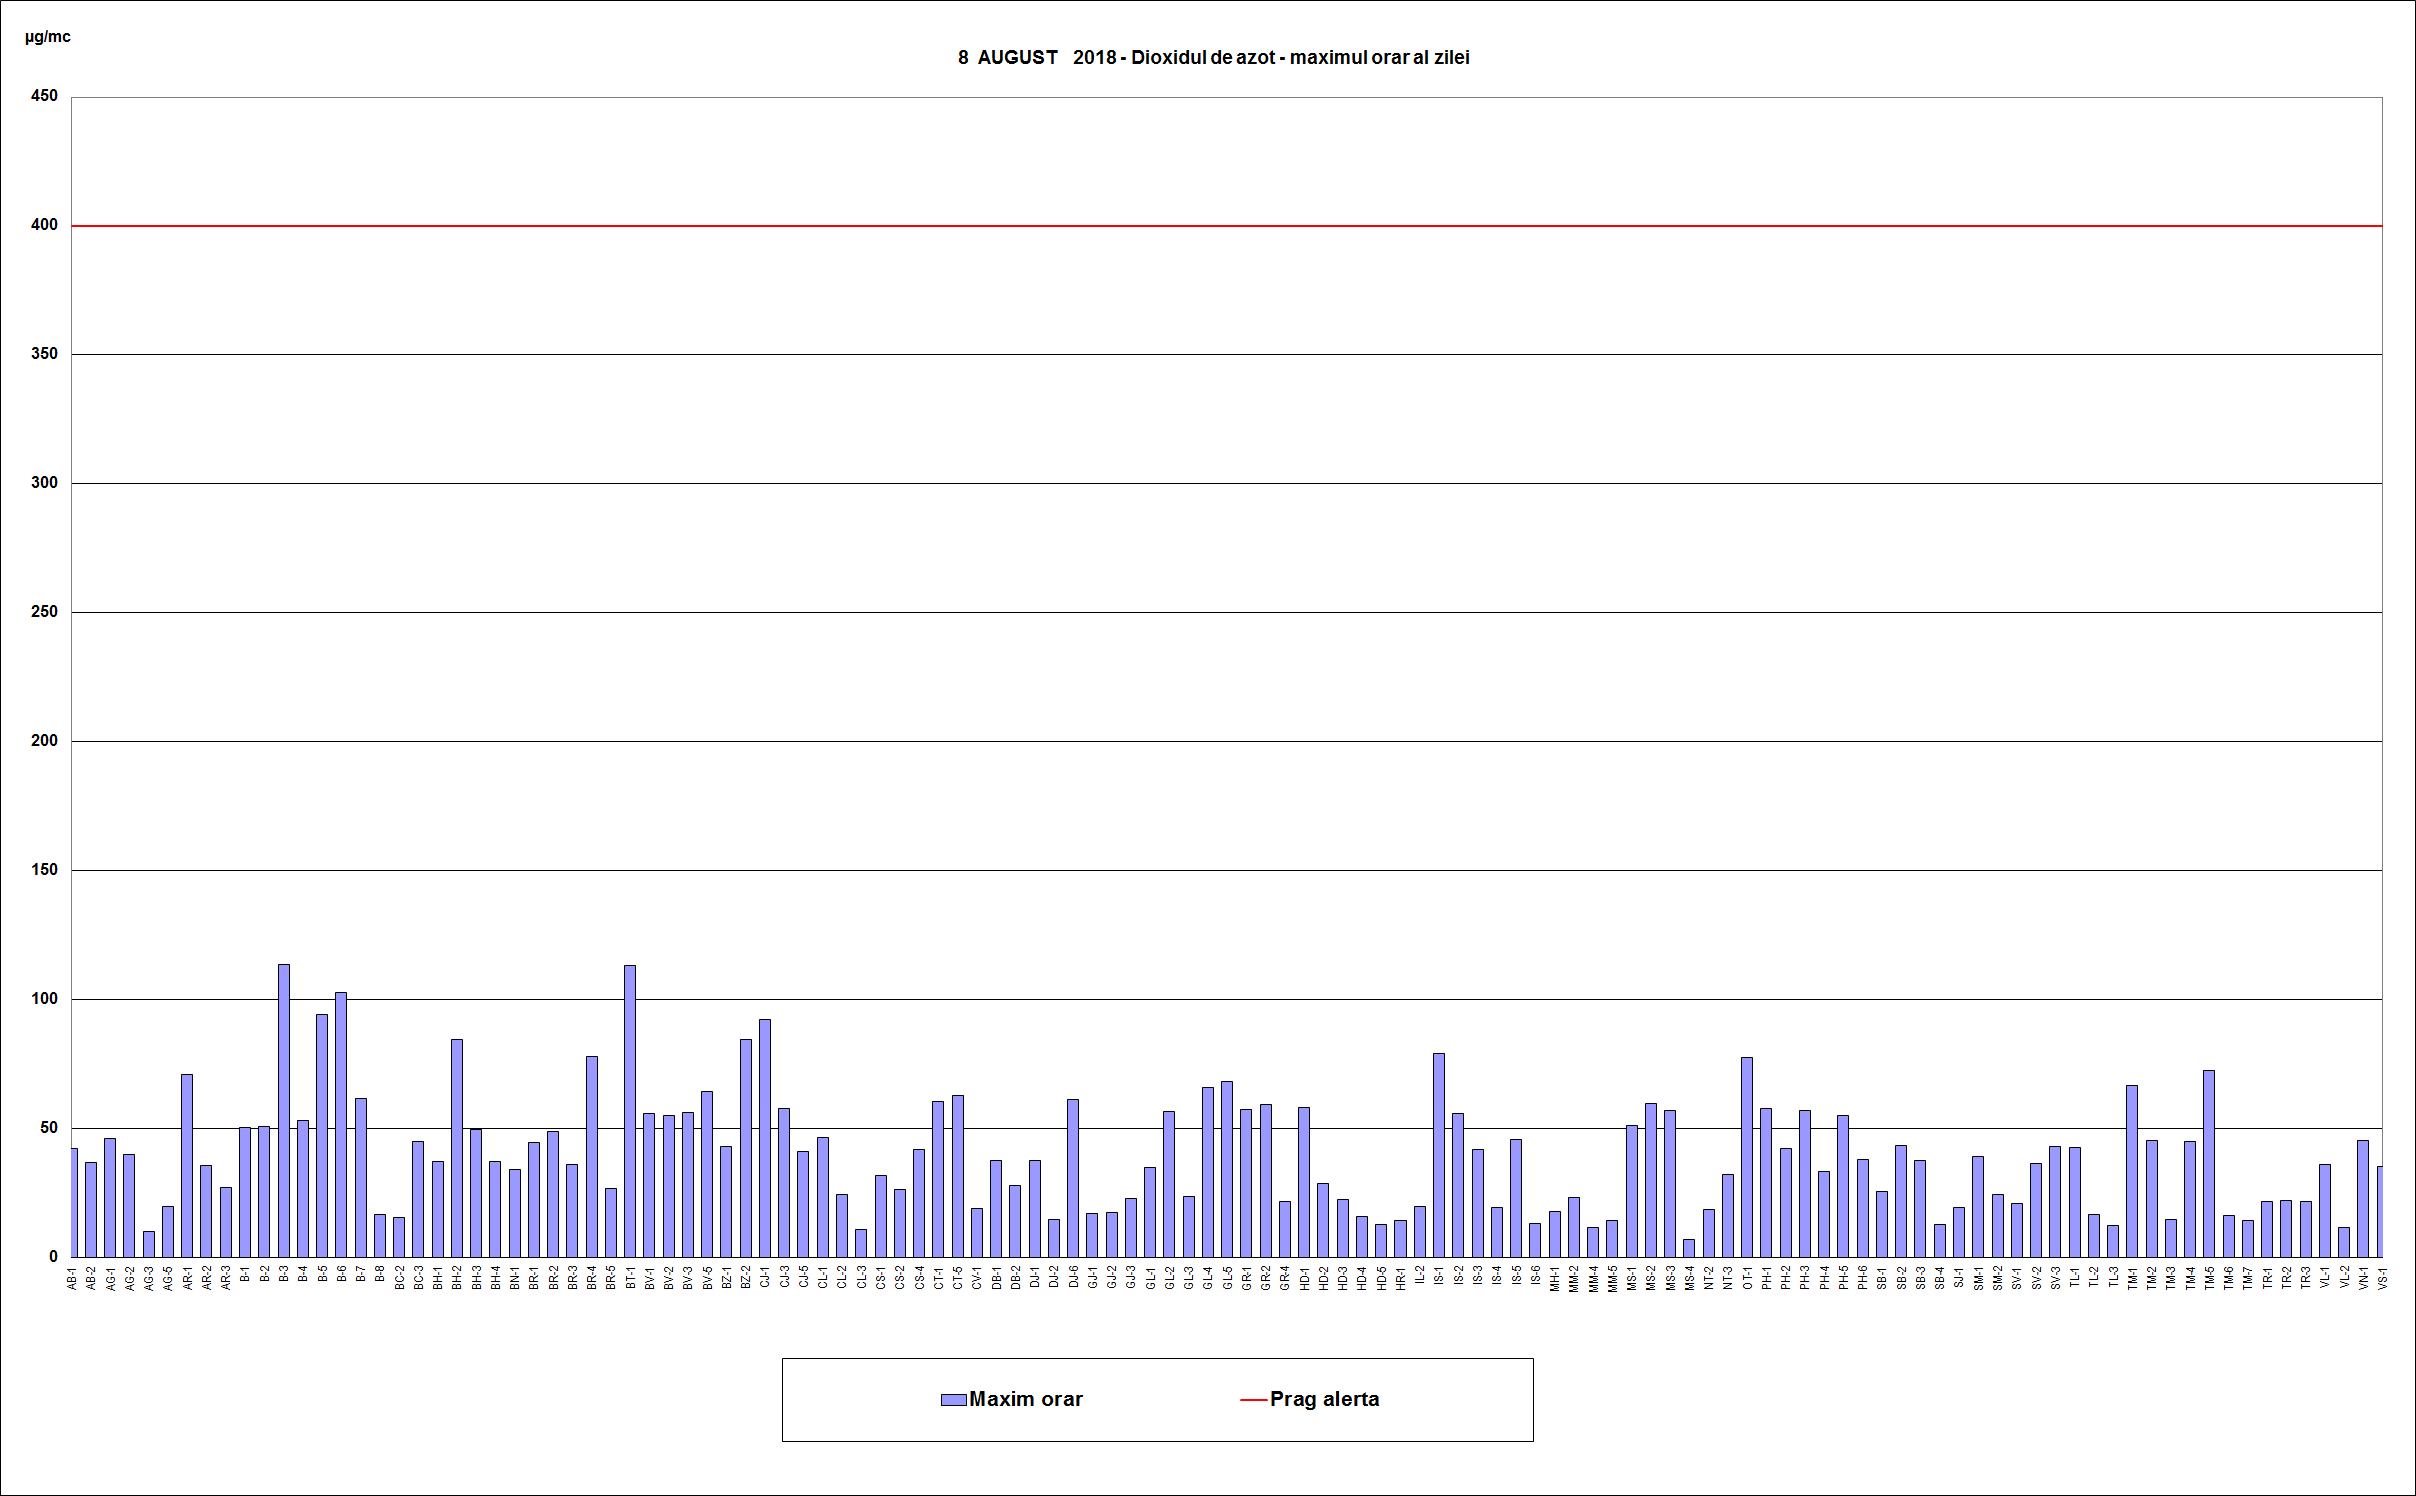 µg/mc
8 AUGUST 2018 - Dioxidul de azot - maximul orar al zilei
450
400
350
300
250
200
150
100
50
0
AB-1 AB-2 AG-1 AG-2 AG-3 AG-5 AR-1 AR-2 AR-3 B-1 B-2 B-3 B-4 B-5 B-6 B-7 B-8 BC-2 BC-3 BH-1 BH-2 BH-3 BH-4 BN-1 BR-1 BR-2 BR-3 BR-4 BR-5 BT-1 BV-1 BV-2 BV-3 BV-5 BZ-1 BZ-2 CJ-1 CJ-3 CJ-5 CL-1 CL-2 CL-3 CS-1 CS-2 CS-4 CT-1 CT-5 CV-1 DB-1 DB-2 DJ-1 DJ-2 DJ-6 GJ-1 GJ-2 GJ-3 GL-1 GL-2 GL-3 GL-4 GL-5 GR-1 GR-2 GR-4 HD-1 HD-2 HD-3 HD-4 HD-5 HR-1 IL-2 IS-1 IS-2 IS-3 IS-4 IS-5 IS-6 MH-1 MM-2 MM-4 MM-5 MS-1 MS-2 MS-3 MS-4 NT-2 NT-3 OT-1 PH-1 PH-2 PH-3 PH-4 PH-5 PH-6 SB-1 SB-2 SB-3 SB-4 SJ-1 SM-1 SM-2 SV-1 SV-2 SV-3 TL-1 TL-2 TL-3 TM-1 TM-2 TM-3 TM-4 TM-5 TM-6 TM-7 TR-1 TR-2 TR-3 VL-1 VL-2 VN-1 VS-1
Maxim orar Prag alerta